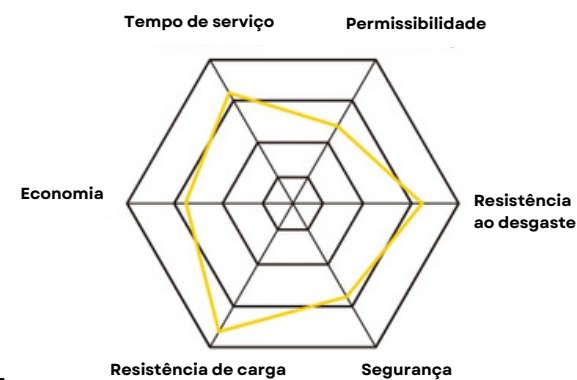 Tempo de serviço
Permissibilidade
Economia
Resistência
ao desgaste
Resistência de carga
Segurança